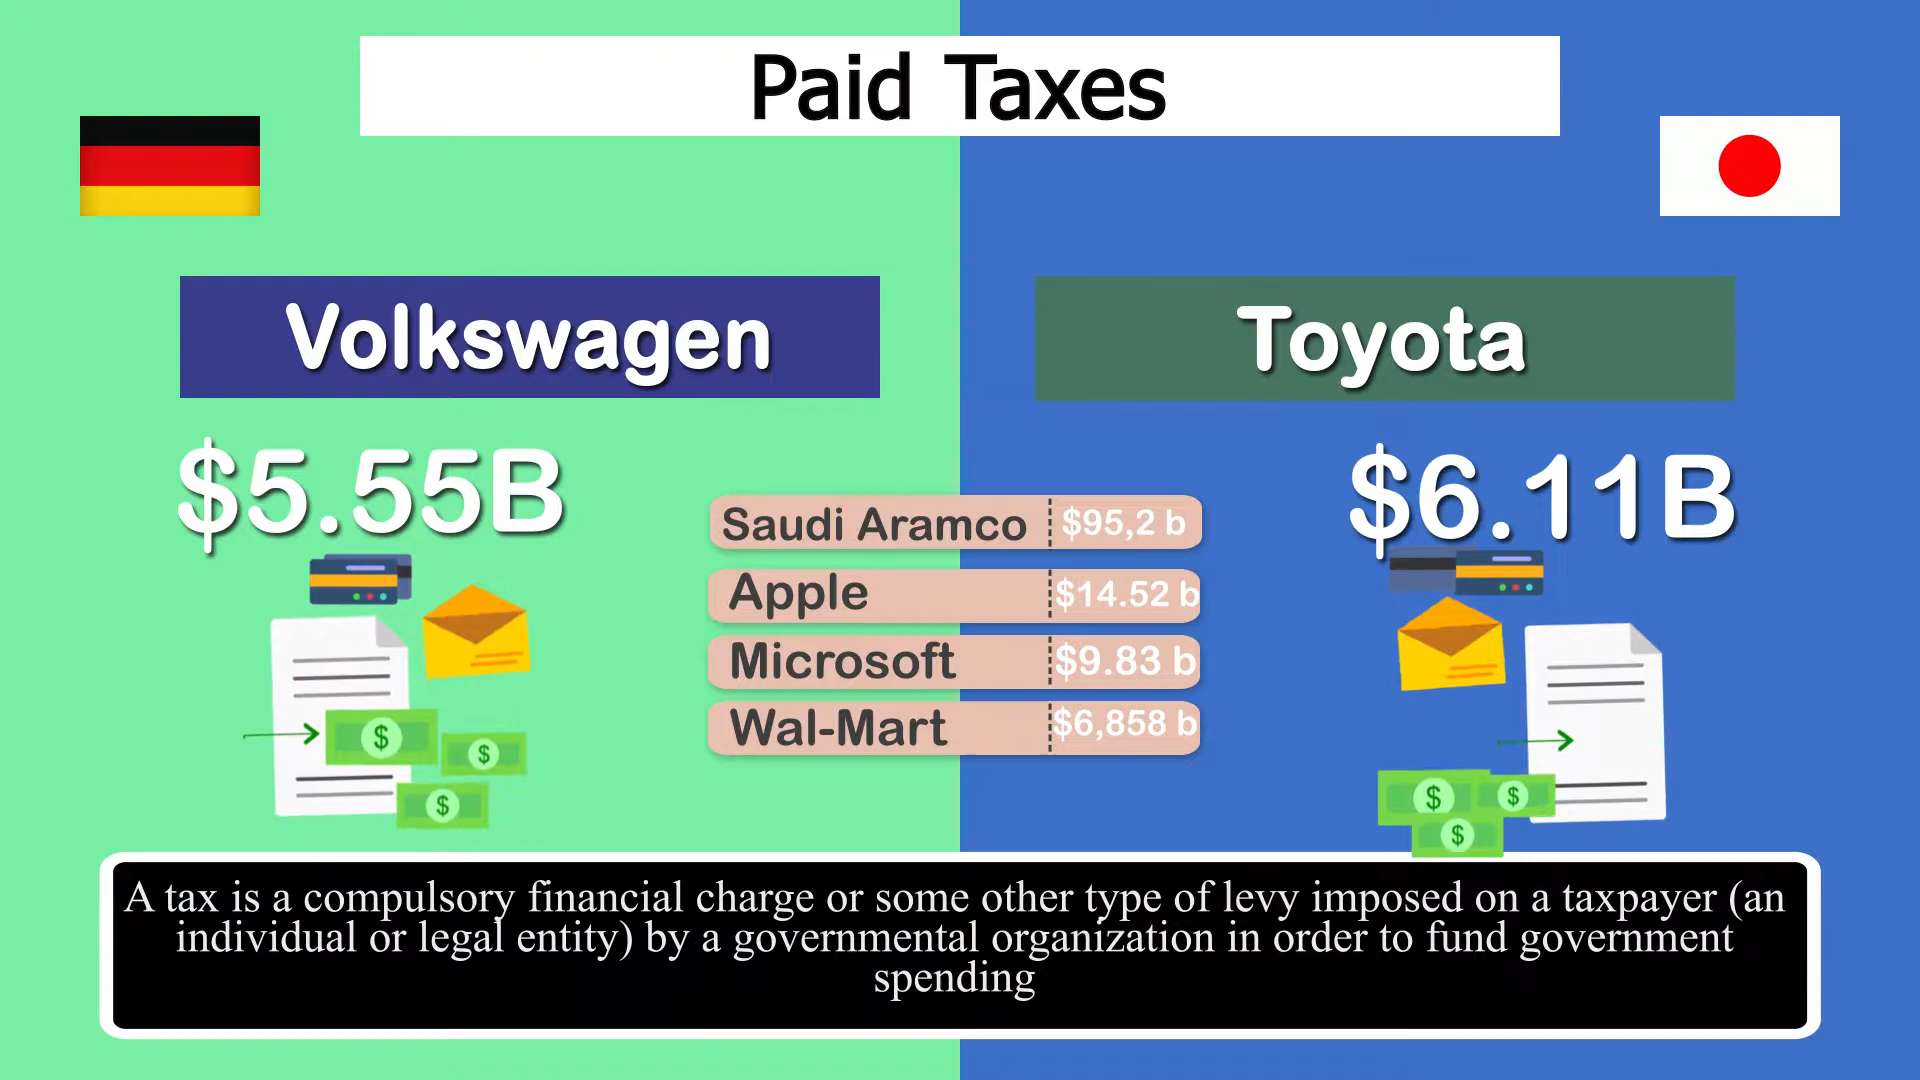 Paid Taxes
Volkswagen
Toyota
$5.55B
$6.11B
Saudi Aramco $95,2 b
Apple $14.52 b
Microsoft $9.83 b
Wal-Mart $6,858 b
$
$
$
$
$
$
A tax is a compulsory financial charge or some other type of levy imposed on a taxpayer (an
individual or legal entity) by a governmental organization in order to fund government
spending